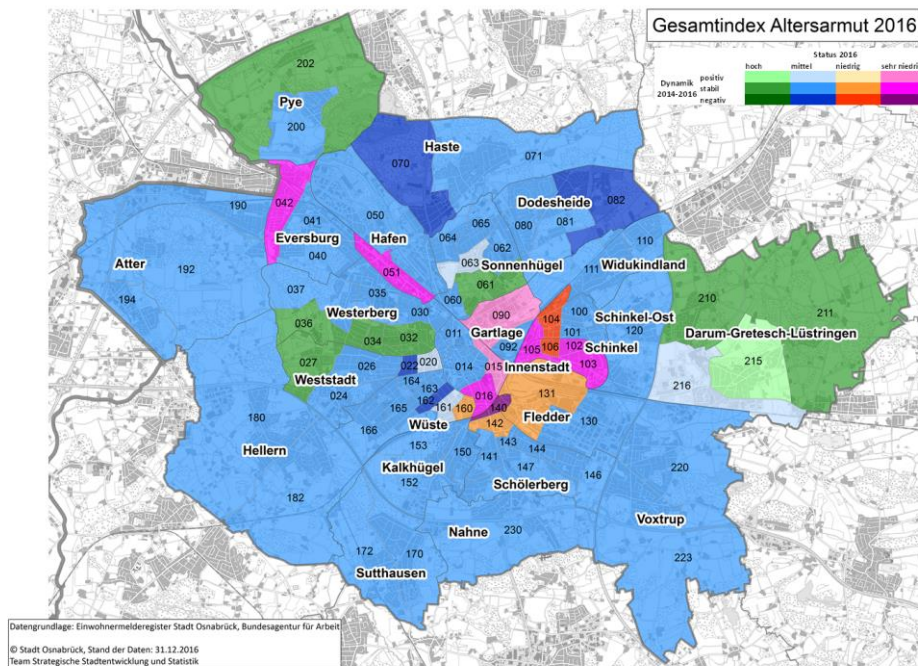 Gesamtindex Altersarmut 2016
Status 2016
hoch mittel niedrig sehr niedrig
Dynamik 2014-2016
positiv
stabil
negativ
202
Pye
200
Haste
070
071
042
190
041
050
065
Dodesheide
080
081
082
Eversburg
Hafen
064
062
110
040
063
Sonnenhügel
111
Widukindland
Atter
192
051
061
037
035
210
211
194
Westerberg
030
060
090
100
Schinkel-Ost
036
034
032
011
Gartlage
104
101
120
Darum-Gretesch-Lüstringen
092
105
106
102
Schinkel
027
026
022
020
014
015
Innenstadt
103
215
216
Weststadt
164
024
163
162
016
131
180
165
161
160
140
Fledder
130
166
Wüste
142
Hellern
153
150
143
144
141
Kalkhügel
147
146
220
152
Schölerberg
182
Voxtrup
Nahne
230
172
170
223
Sutthausen
Datengrundlage: Einwohnermelderegister Stadt Osnabrück, Bundesagentur für Arbeit
© Stadt Osnabrück, Stand der Daten: 31.12.2016
Team Strategische Stadtentwicklung und Statistik